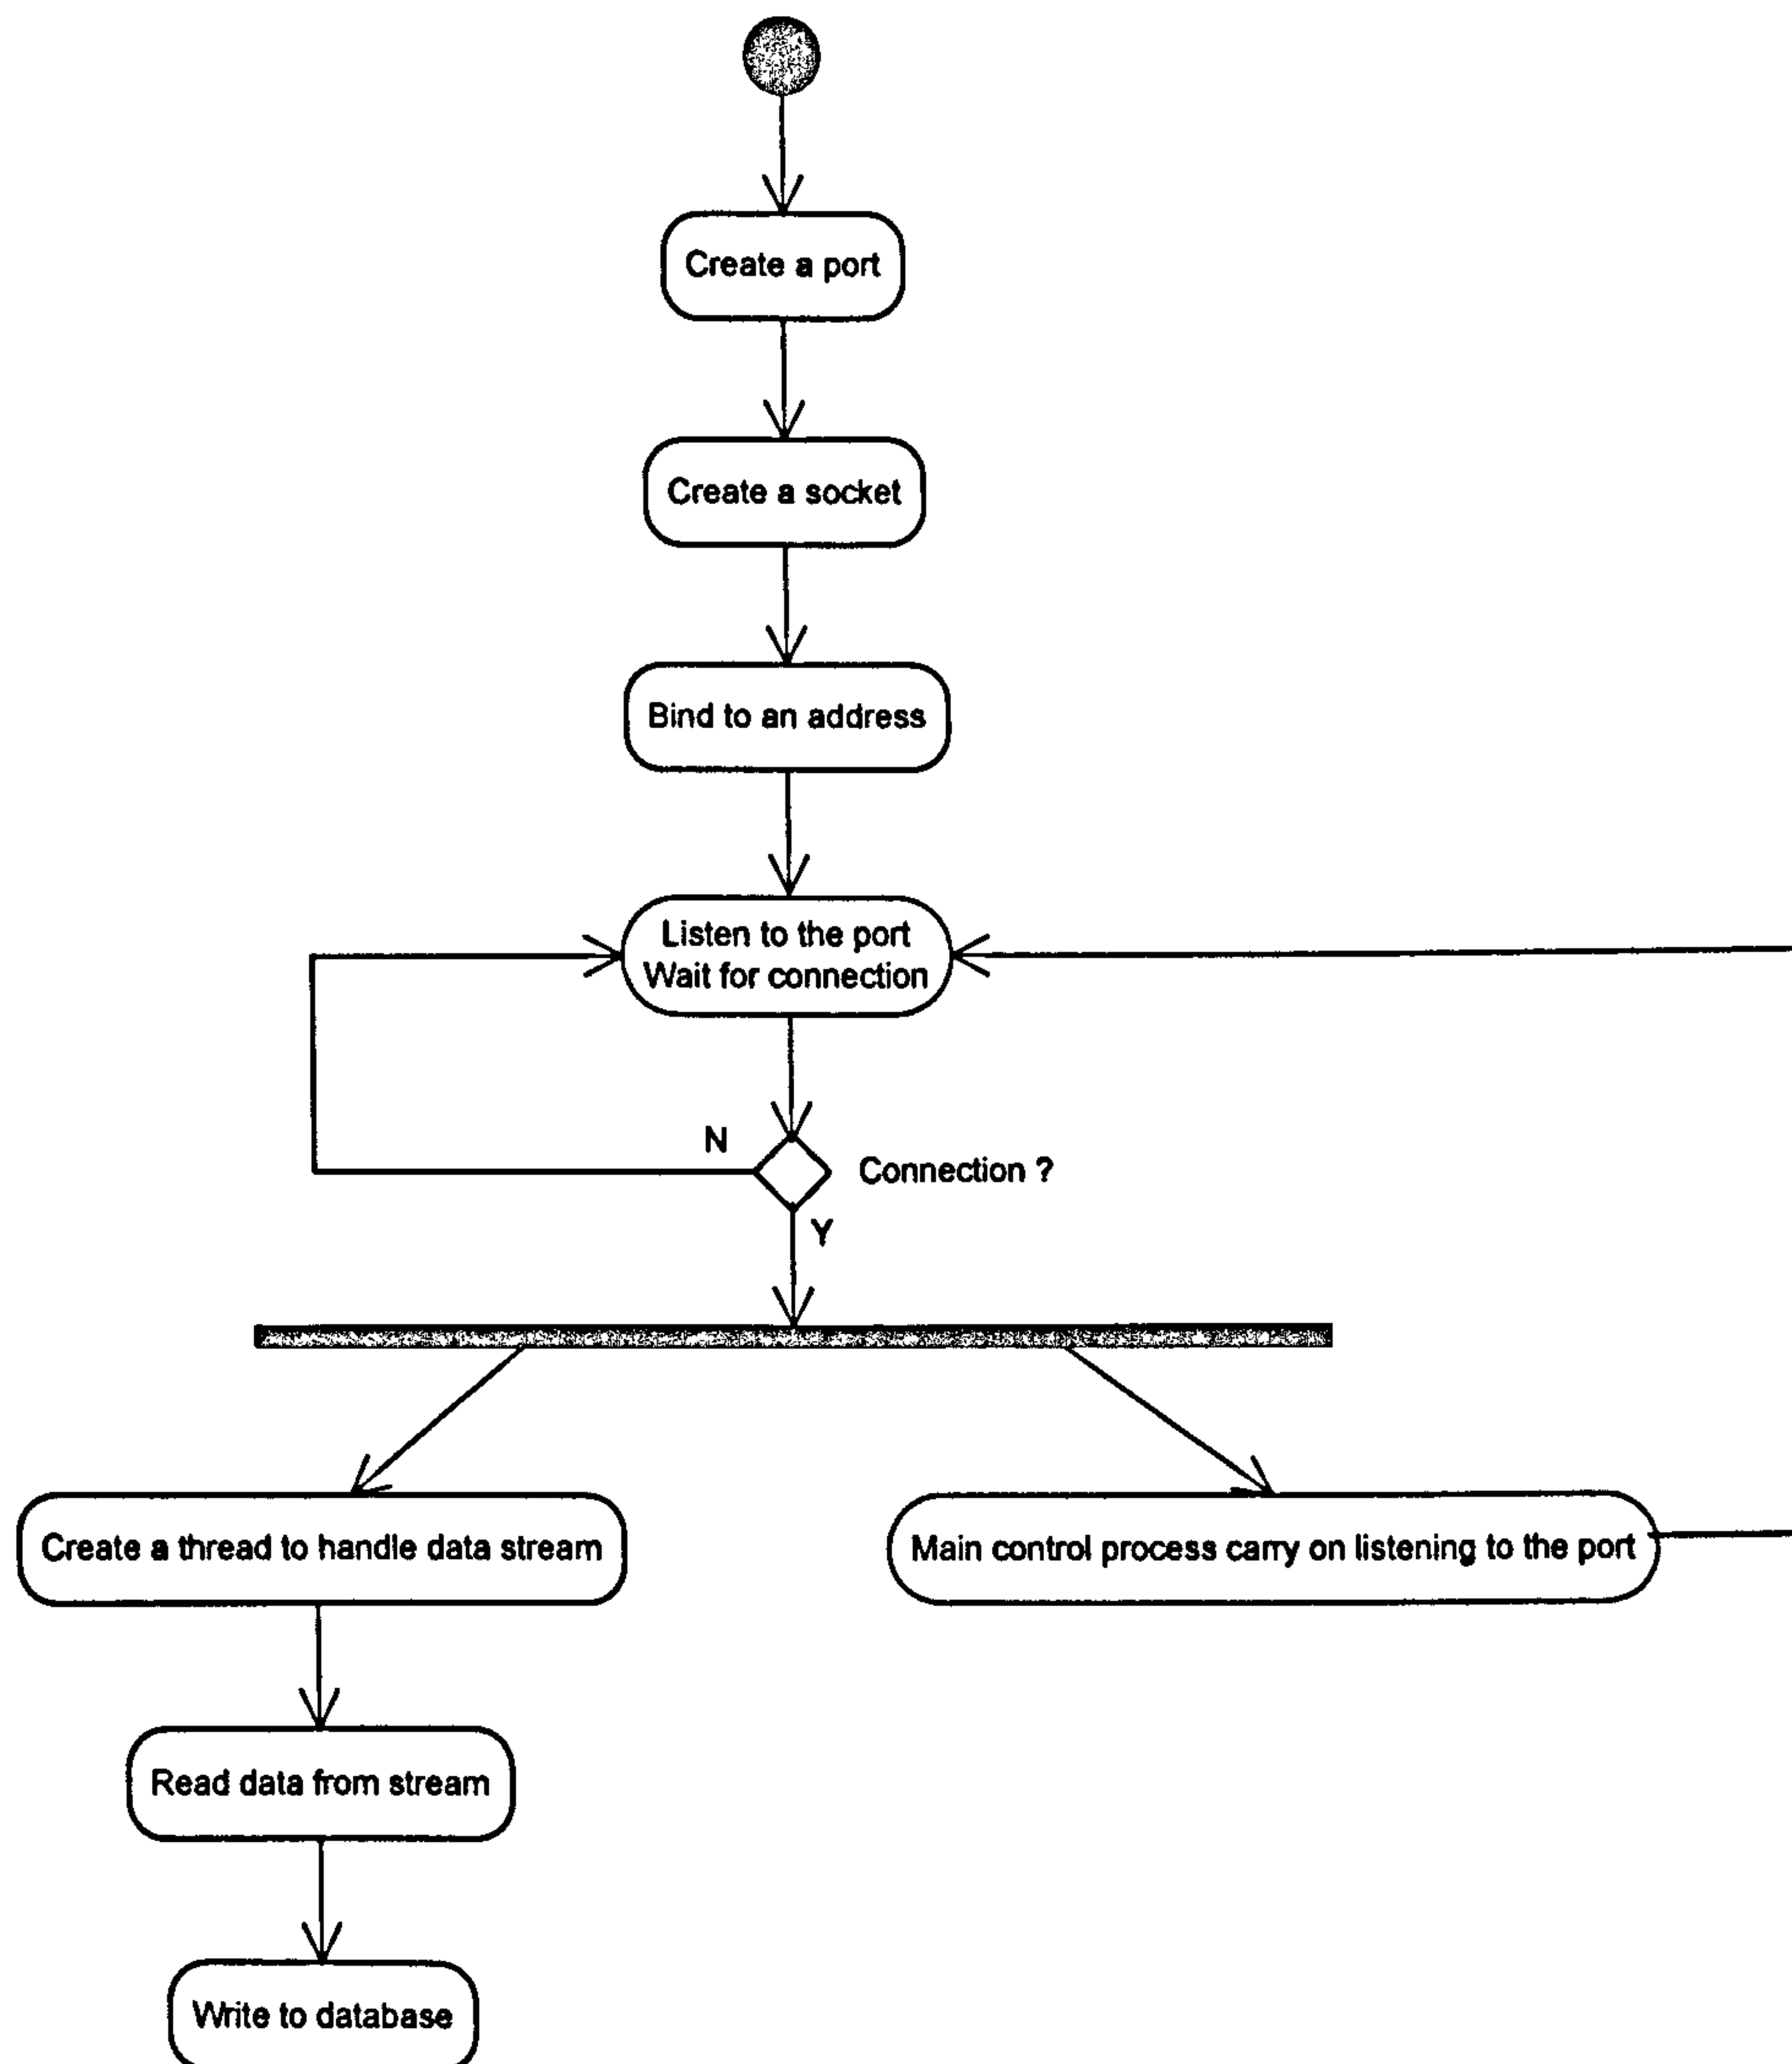 Create a port
Create a socket
Bind to an address
Listen to the port
Wait for connection
N
Connection ?
Y
Create a thread to handle data stream
Main control process carry on listening to the port
Read data from stream
Write to database